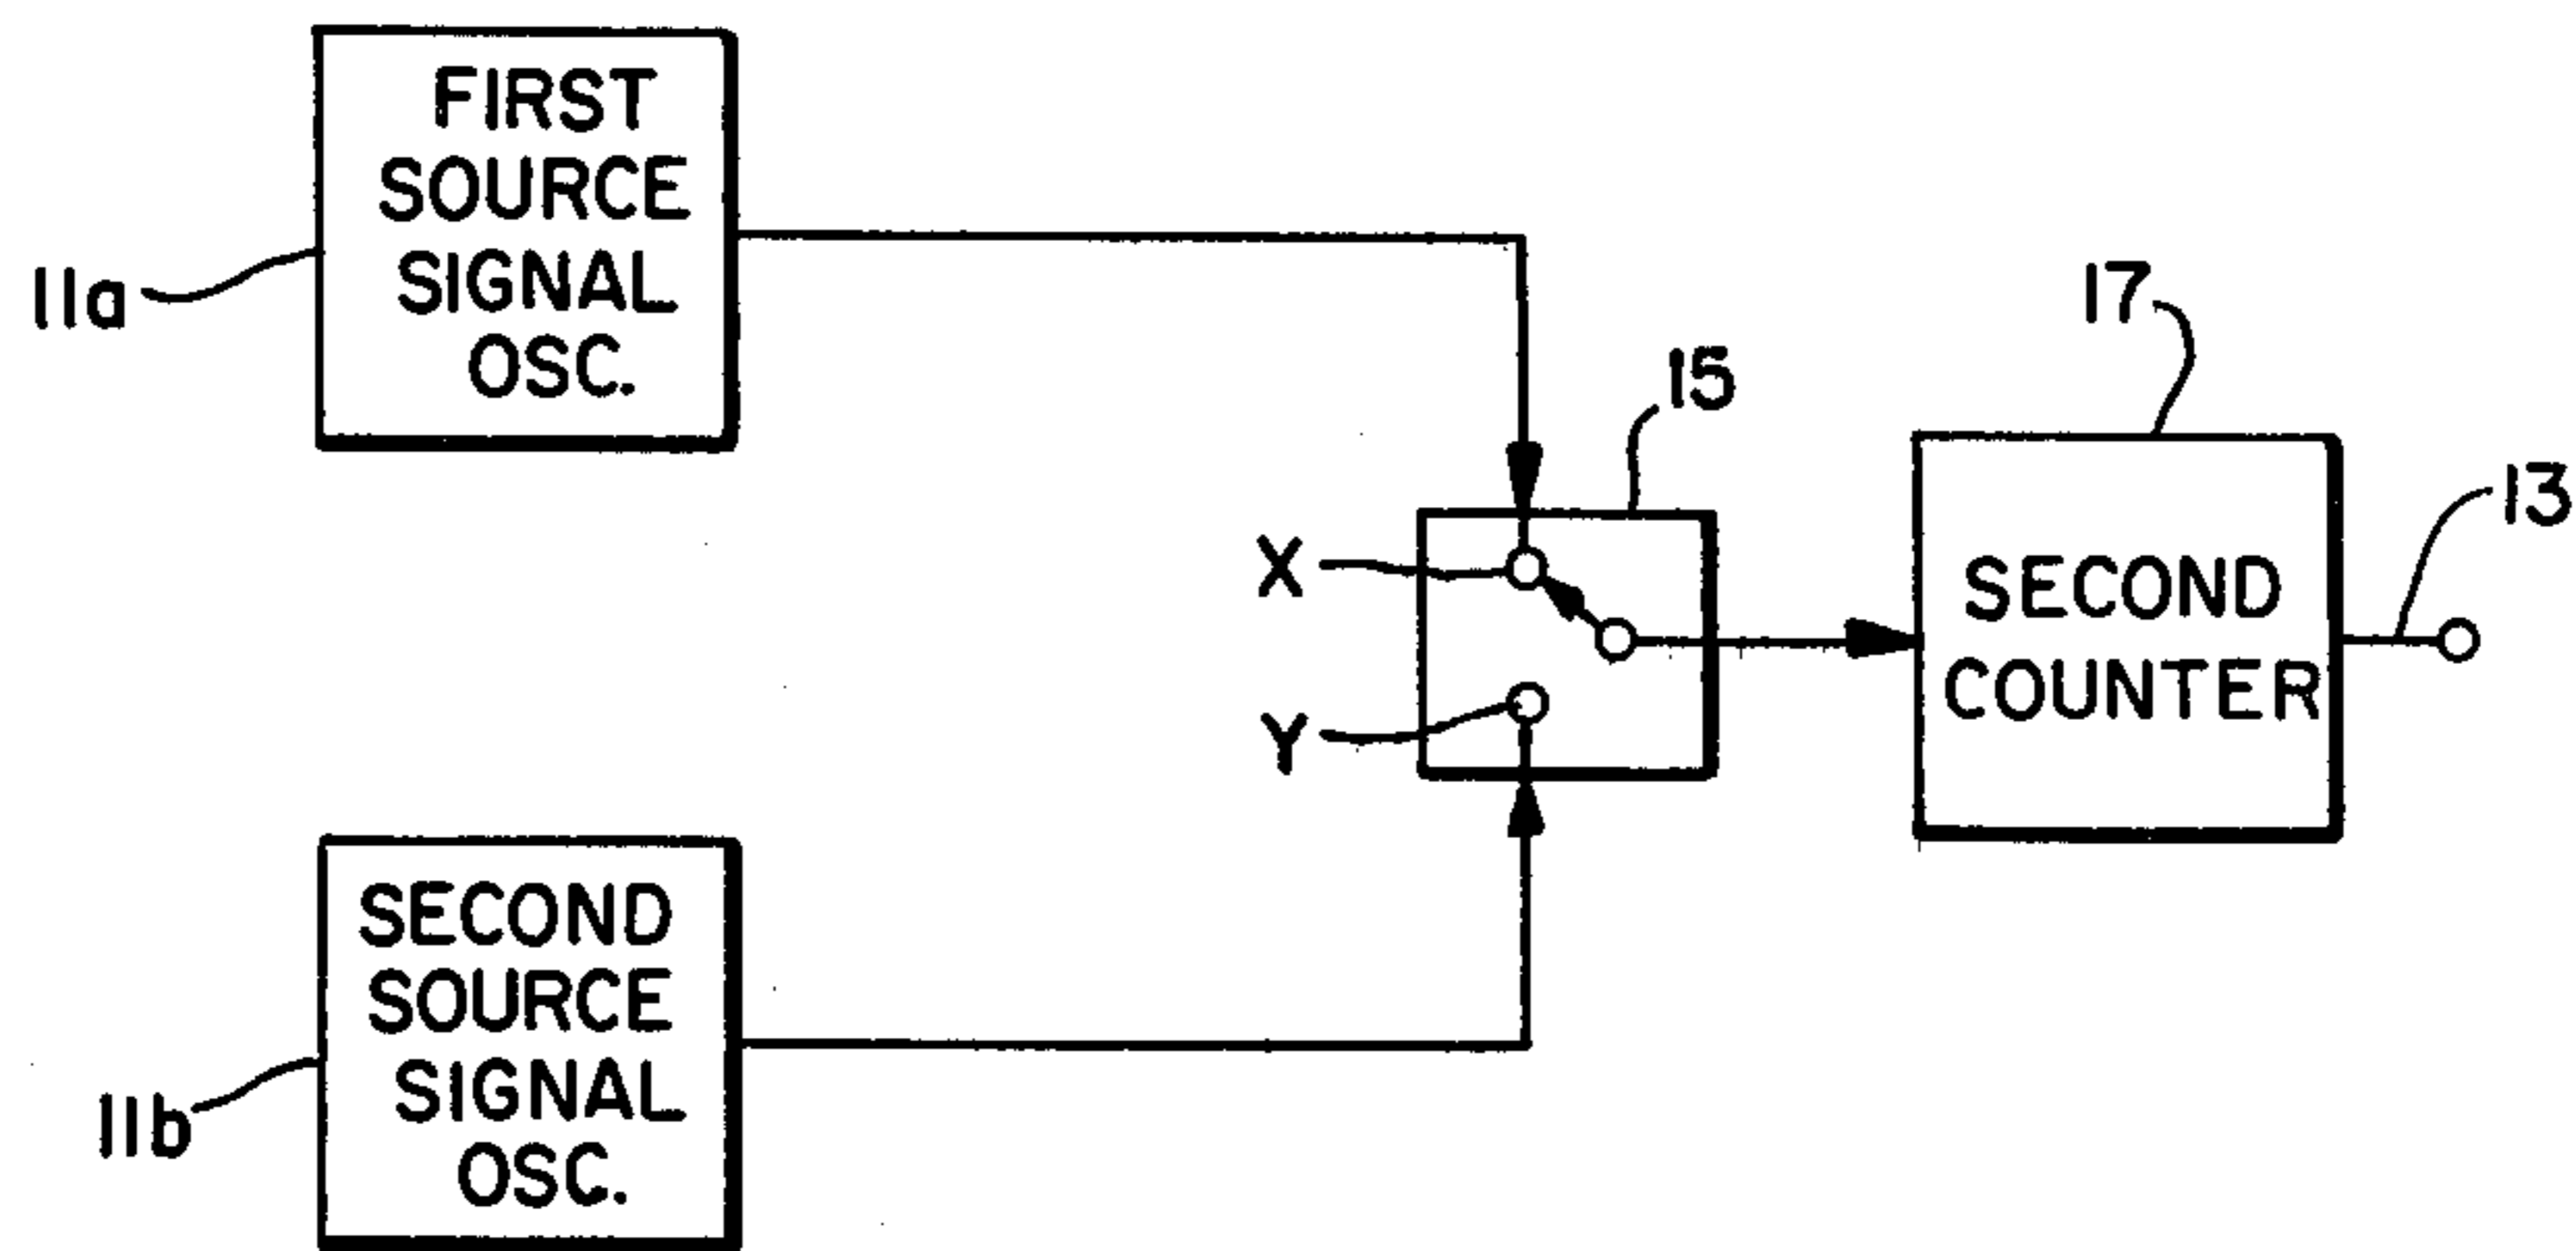 FIRST
SOURCE
SIGNAL
OSC.
11a
15
17
13
X
Y
SECOND
COUNTER
SECOND
SOURCE
SIGNAL
OSC.
11b